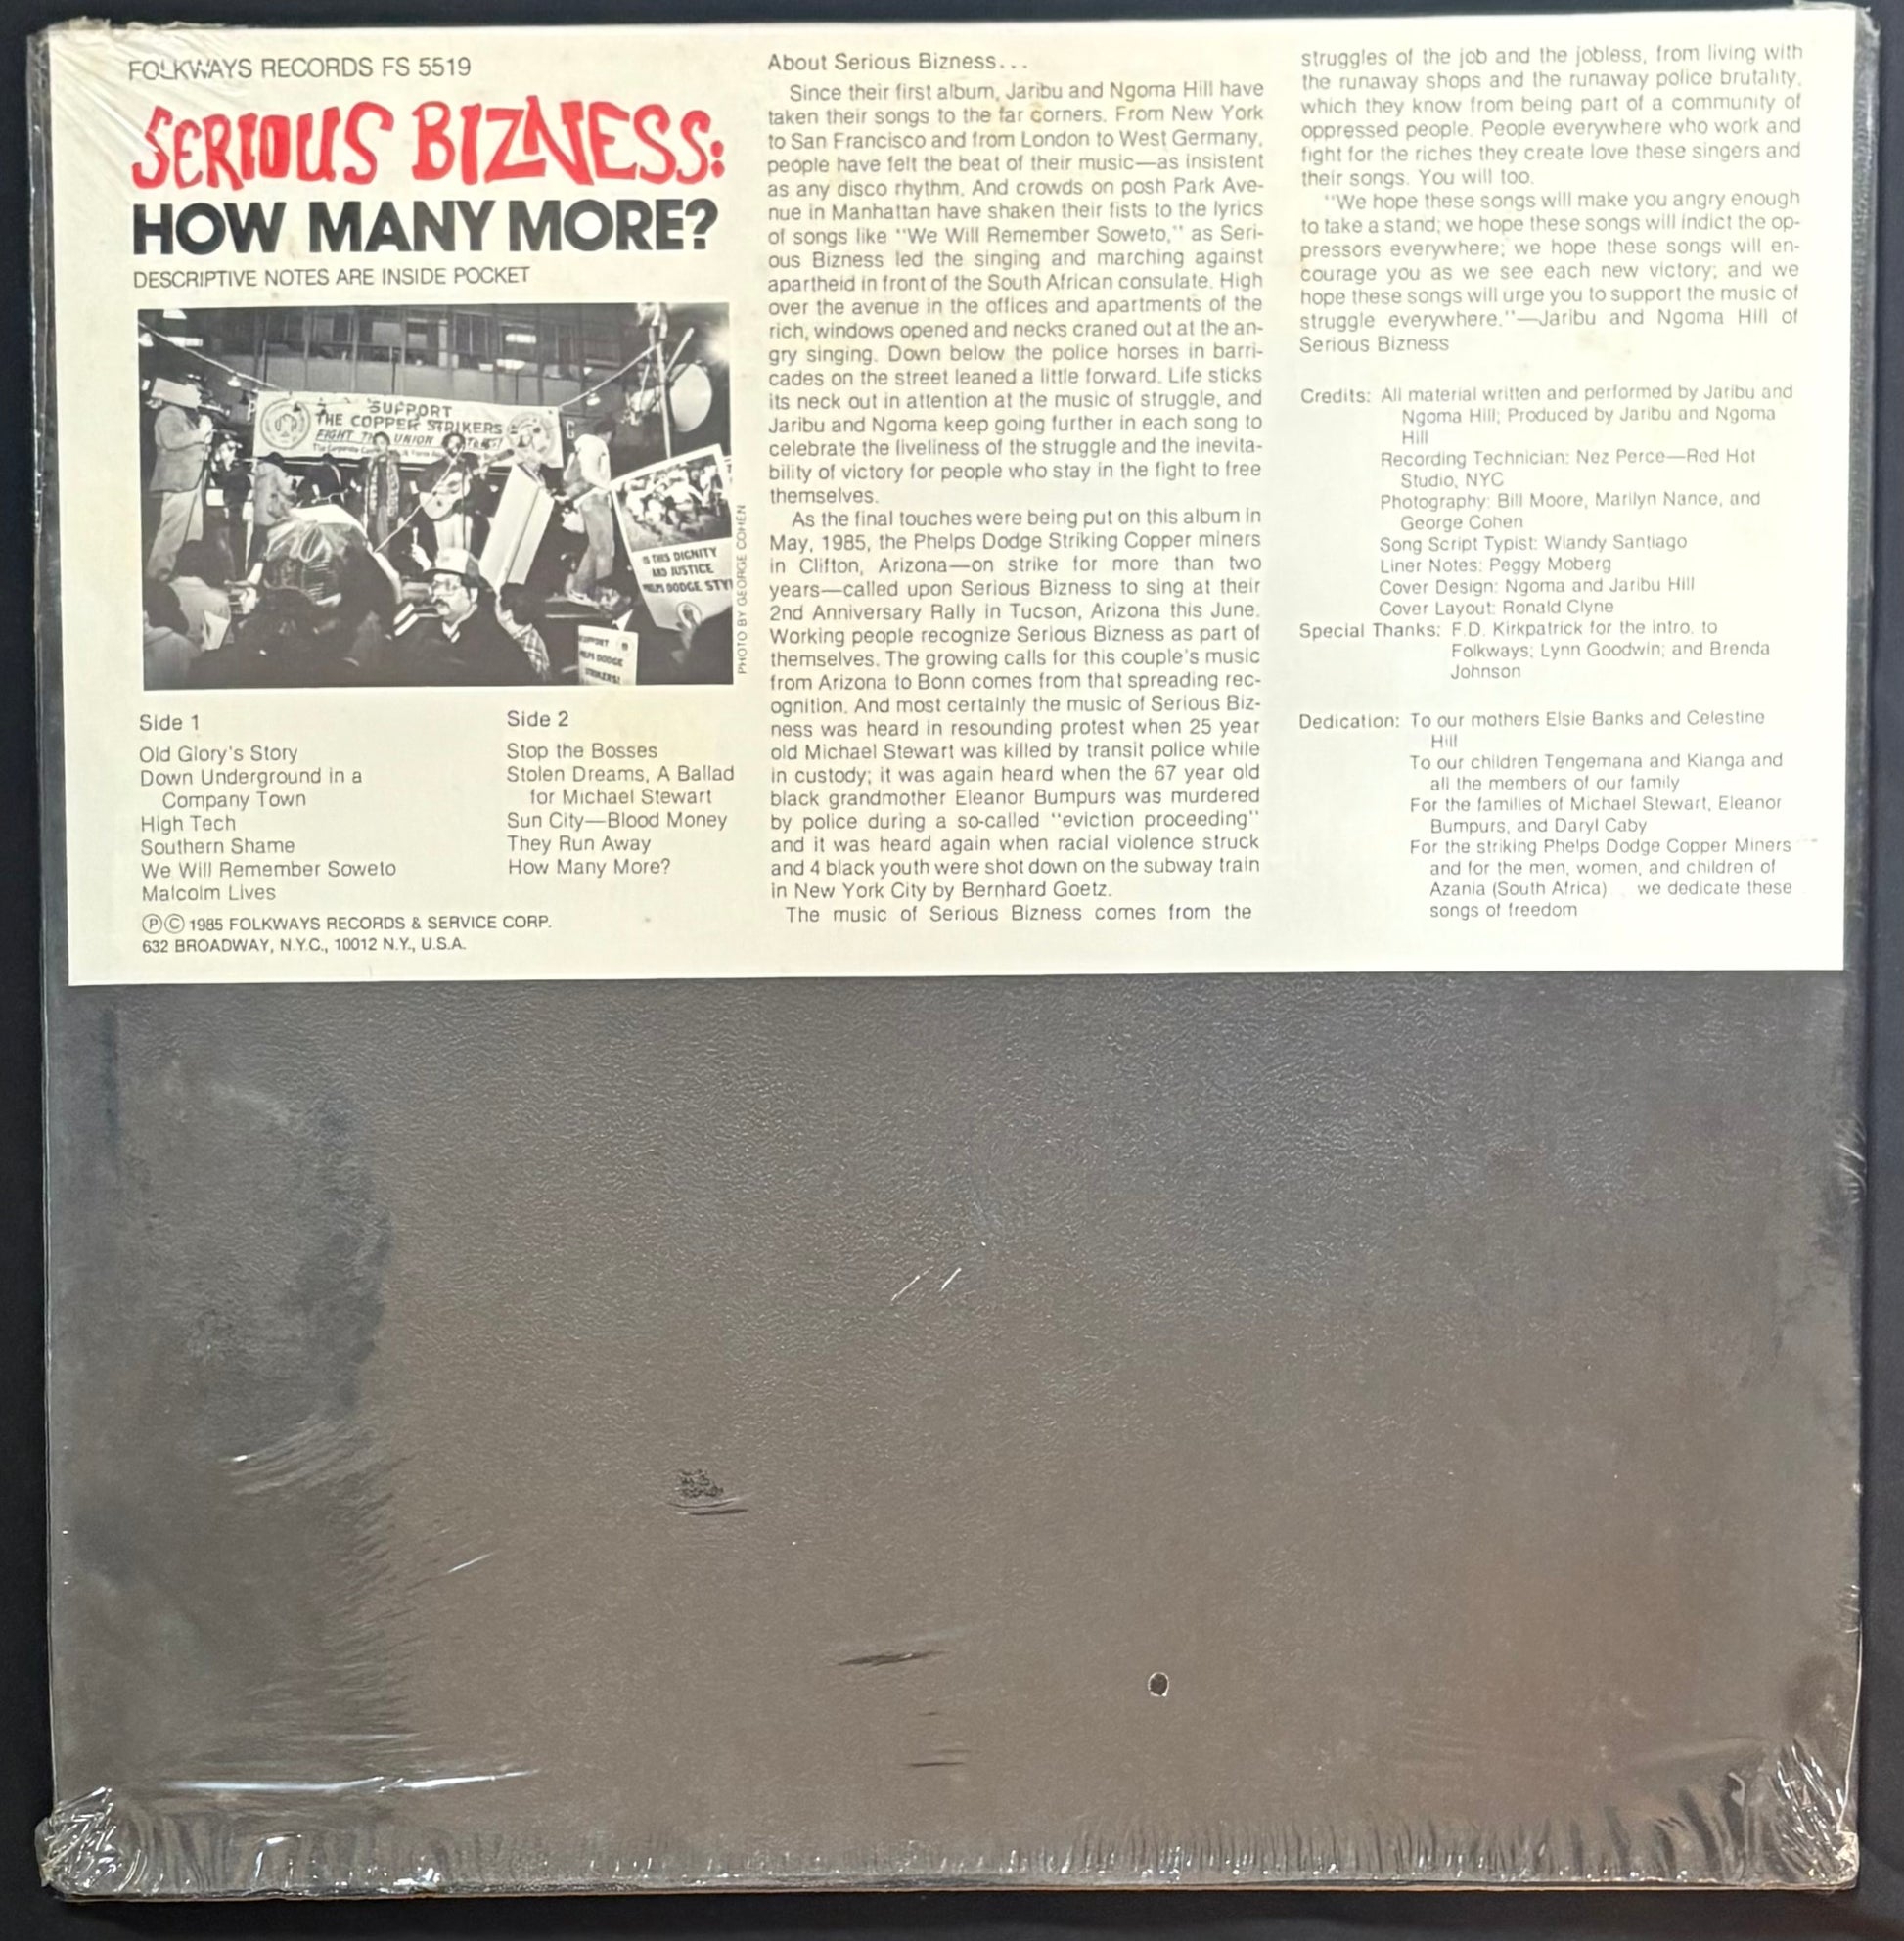 FOLKWAYS RECORDS FS 5519
SERIOUS BIZNESS:
HOW MANY MORE?
DESCRIPTIVE NOTES ARE INSIDE POCKET
SUPPORT
THE COPPER STRIKERS
FIGHT UNION
IS THIS DIGNITY
AND JUSTICE
PHELPS DODGE STY
SUPPORT
PHELPS DODGE
STRIKERS!
PHOTO BY GEORGE COHEN
Side 1
Old Glory's Story
Down Underground in a
Company Town
High Tech
Southern Shame
We Will Remember Soweto
Malcolm Lives
Side 2
Stop the Bosses
Stolen Dreams, A Ballad
for Michael Stewart
Sun City—Blood Money
They Run Away
How Many More?
Ⓟ© 1985 FOLKWAYS RECORDS & SERVICE CORP.
632 BROADWAY, N.Y.C., 10012 N.Y., U.S.A.
About Serious Bizness...
Since their first album, Jaribu and Ngoma Hill have
taken their songs to the far corners. From New York
to San Francisco and from London to West Germany,
people have felt the beat of their music—as insistent
as any disco rhythm. And crowds on posh Park Ave-
nue in Manhattan have shaken their fists to the lyrics
of songs like "We Will Remember Soweto," as Seri-
ous Bizness led the singing and marching against
apartheid in front of the South African consulate. High
over the avenue in the offices and apartments of the
rich, windows opened and necks craned out at the an-
gry singing. Down below the police horses in barri-
cades on the street leaned a little forward. Life sticks
its neck out in attention at the music of struggle, and
Jaribu and Ngoma keep going further in each song to
celebrate the liveliness of the struggle and the inevita-
bility of victory for people who stay in the fight to free
themselves.
As the final touches were being put on this album in
May, 1985, the Phelps Dodge Striking Copper miners
in Clifton, Arizona—on strike for more than two
years—called upon Serious Bizness to sing at their
2nd Anniversary Rally in Tucson, Arizona this June.
Working people recognize Serious Bizness as part of
themselves. The growing calls for this couple's music
from Arizona to Bonn comes from that spreading rec-
ognition. And most certainly the music of Serious Biz-
ness was heard in resounding protest when 25 year
old Michael Stewart was killed by transit police while
in custody; it was again heard when the 67 year old
black grandmother Eleanor Bumpurs was murdered
by police during a so-called "eviction proceeding"
and it was heard again when racial violence struck
and 4 black youth were shot down on the subway train
in New York City by Bernhard Goetz.
The music of Serious Bizness comes from the
struggles of the job and the jobless, from living with
the runaway shops and the runaway police brutality,
which they know from being part of a community of
oppressed people. People everywhere who work and
fight for the riches they create love these singers and
their songs. You will too.
"We hope these songs will make you angry enough
to take a stand; we hope these songs will indict the op-
pressors everywhere; we hope these songs will en-
courage you as we see each new victory; and we
hope these songs will urge you to support the music of
struggle everywhere."—Jaribu and Ngoma Hill of
Serious Bizness
Credits: All material written and performed by Jaribu and
Ngoma Hill; Produced by Jaribu and Ngoma
Hill
Recording Technician: Nez Perce—Red Hot
Studio, NYC
Photography: Bill Moore, Marilyn Nance, and
George Cohen
Song Script Typist: Wiandy Santiago
Liner Notes: Peggy Moberg
Cover Design: Ngoma and Jaribu Hill
Cover Layout: Ronald Clyne
Special Thanks: F.D. Kirkpatrick for the intro. to
Folkways; Lynn Goodwin; and Brenda
Johnson
Dedication: To our mothers Elsie Banks and Celestine
Hill
To our children Tengemana and Kianga and
all the members of our family
For the families of Michael Stewart, Eleanor
Bumpurs, and Daryl Caby
For the striking Phelps Dodge Copper Miners
and for the men, women, and children of
Azania (South Africa) we dedicate these
songs of freedom